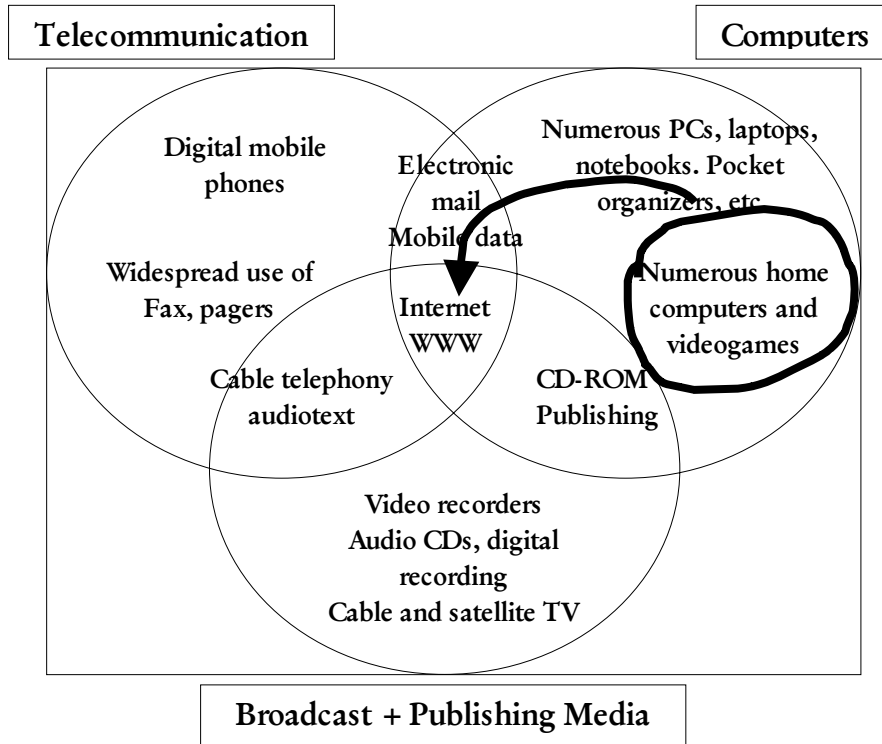 Telecommunication
Computers
Digital mobile
phones
Electronic
mail
Mobile data
Numerous PCs, laptops,
notebooks. Pocket
organizers, etc
Widespread use of
Fax, pagers
Internet
WWW
Numerous home
computers and
videogames
Cable telephony
audiotext
CD-ROM
Publishing
Video recorders
Audio CDs, digital
recording
Cable and satellite TV
Broadcast + Publishing Media